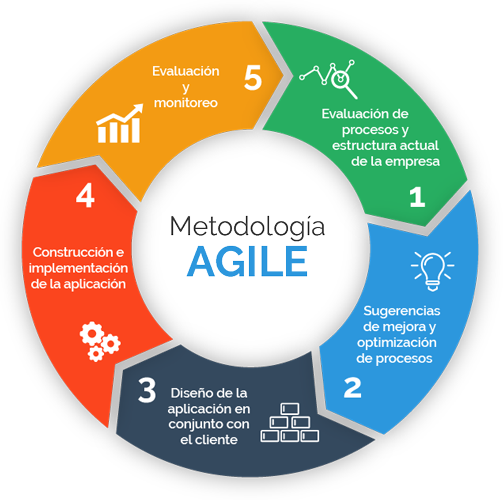 Metodología
AGILE
Evaluación de
procesos y
estructura actual
de la empresa
1
Sugerencias
de mejora y
optimización
de procesos
2
3
Diseño de la
aplicación en
conjunto con
el cliente
4
Construcción e
implementación
de la aplicación
Evaluación
y
monitoreo
5